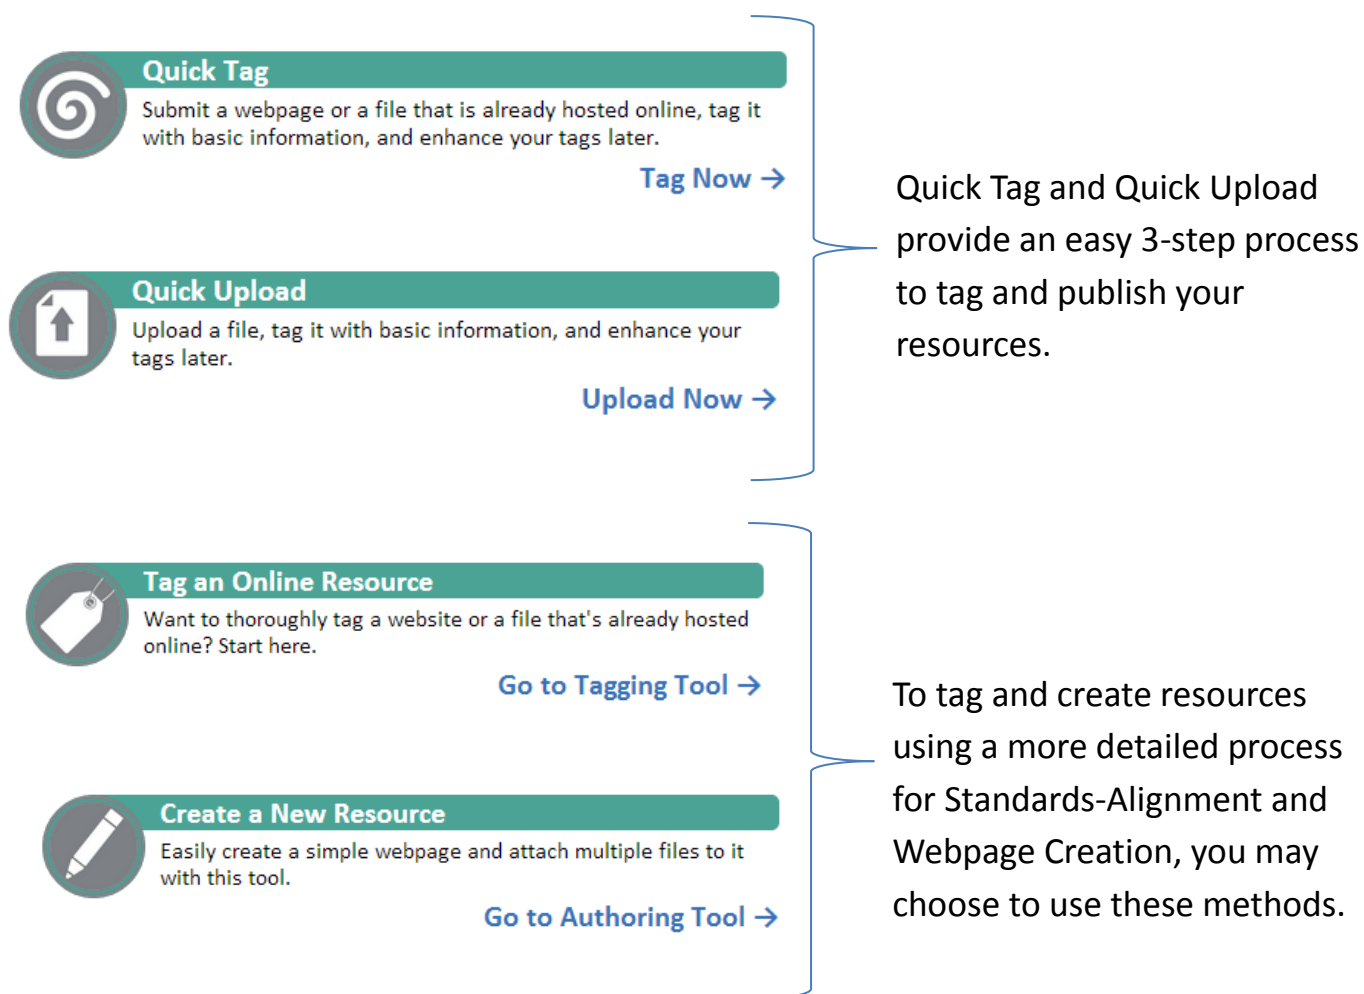 Quick Tag
Submit a webpage or a file that is already hosted online, tag it
with basic information, and enhance your tags later.
Tag Now →
Quick Upload
Upload a file, tag it with basic information, and enhance your
tags later.
Upload Now →
Quick Tag and Quick Upload
provide an easy 3-step process
to tag and publish your
resources.
Tag an Online Resource
Want to thoroughly tag a website or a file that's already hosted
online? Start here.
Go to Tagging Tool →
Create a New Resource
Easily create a simple webpage and attach multiple files to it
with this tool.
Go to Authoring Tool →
To tag and create resources
using a more detailed process
for Standards-Alignment and
Webpage Creation, you may
choose to use these methods.